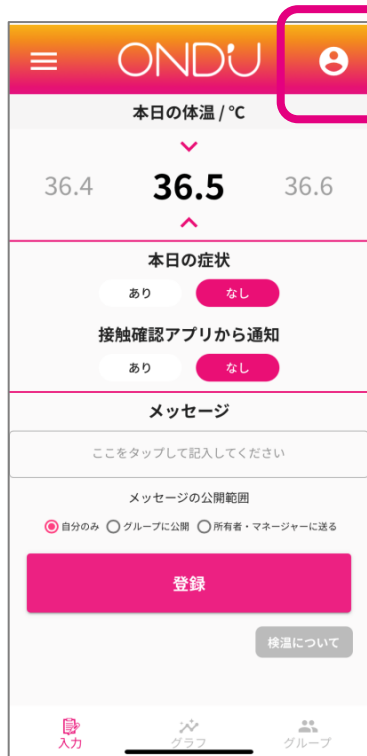 ONDU
本日の体温 / ℃
36.4 36.5 36.6
本日の症状
あり なし
接触確認アプリから通知
あり なし
メッセージ
ここをタップして記入してください
メッセージの公開範囲
自分のみ グループに公開 所有者・マネージャーに送る
登録
検温について
入力 グラフ グループ